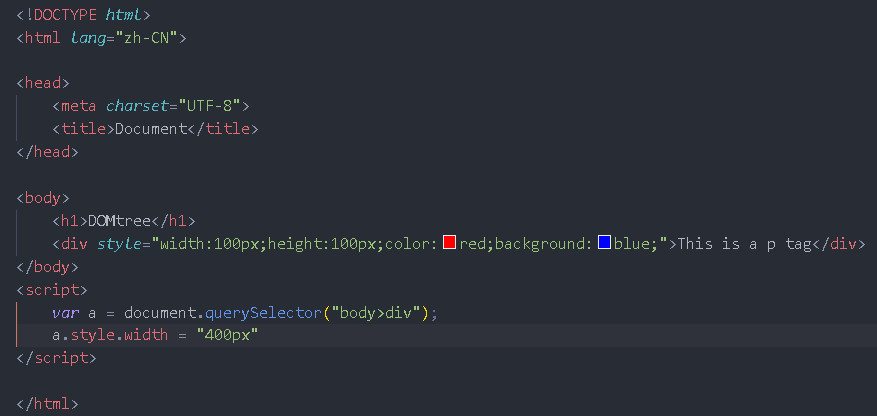 <!DOCTYPE html>
<html lang="zh-CN">
<head>
<meta charset="UTF-8">
<title>Document</title>
</head>
<body>
<h1>DOMtree</h1>
<div style="width:100px;height:100px;color:red;background:blue;">This is a p tag</div>
</body>
<script>
var a = document.querySelector("body>div");
a.style.width = "400px"
</script>
</html>